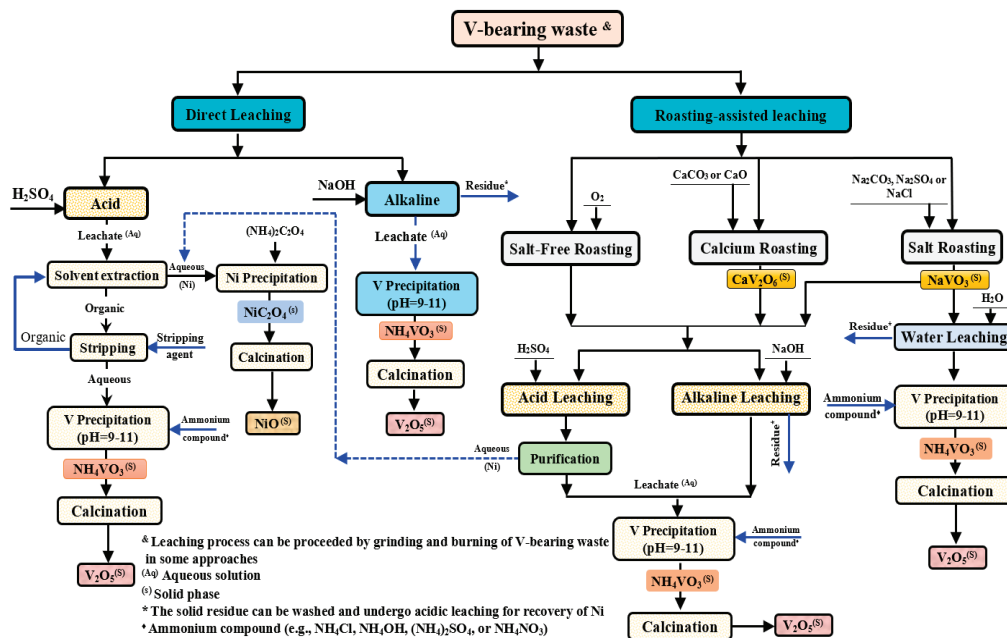 V-bearing waste &
Direct Leaching
Roasting-assisted leaching
H₂SO₄
Acid
NaOH
Alkaline
Residue⁺
CaCO₃ or CaO
Na₂CO₃, Na₂SO₄ or
NaCl
O₂
Leachate (Aq)
(NH₄)₂C₂O₄
Leachate (Aq)
Salt-Free Roasting
Calcium Roasting
Salt Roasting
Solvent extraction
Aqueous
(Ni)
Ni Precipitation
CaV₂O₆(S)
NaVO₃(S)
V Precipitation
(pH=9-11)
Organic
NiC₂O₄(s)
H₂O
Organic
Stripping
Stripping
agent
NH₄VO₃(S)
Residue⁺
Water Leaching
Calcination
Calcination
H₂SO₄
NaOH
Aqueous
Acid Leaching
Alkaline Leaching
Ammonium
compound♦
V Precipitation
(pH=9-11)
V Precipitation
(pH=9-11)
Ammonium
compound♦
NiO(S)
V₂O₅(S)
Aqueous
(Ni)
Purification
Residue⁺
NH₄VO₃(S)
NH₄VO₃(S)
Leachate (Aq)
Calcination
Calcination
V Precipitation
(pH=9-11)
Ammonium
compound♦
V₂O₅(S)
V₂O₅(S)
NH₄VO₃(S)
Calcination
V₂O₅(S)
& Leaching process can be proceeded by grinding and burning of V-bearing waste
in some approaches
(Aq) Aqueous solution
(s) Solid phase
* The solid residue can be washed and undergo acidic leaching for recovery of Ni
♦ Ammonium compound (e.g., NH₄Cl, NH₄OH, (NH₄)₂SO₄, or NH₄NO₃)